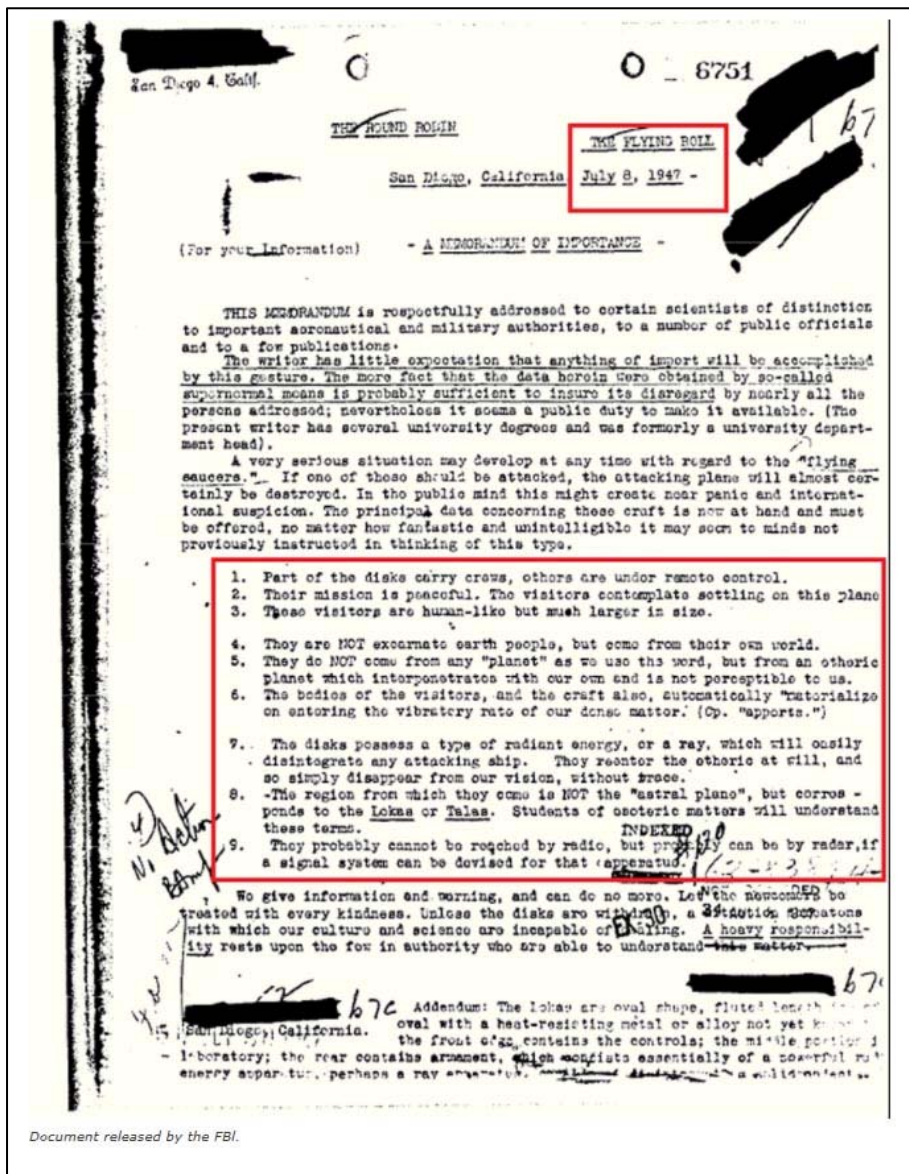 San Diego 4, Calif.
6751
THE ROUND ROBIN
THE FLYING ROLL
San Diego, California July 8, 1947 -
b7
(For your Information)
- A MEMORANDUM OF IMPORTANCE -
THIS MEMORANDUM is respectfully addressed to certain scientists of distinction
to important aeronautical and military authorities, to a number of public officials
and to a few publications.
The writer has little expectation that anything of import will be accomplished
by this gesture. The more fact that the data herein were obtained by so-called
supernormal means is probably sufficient to insure its disregard by nearly all the
persons addressed; nevertheless it seems a public duty to make it available. (The
present writer has several university degrees and was formerly a university depart-
ment head).
A very serious situation may develop at any time with regard to the "flying
saucers." If one of these should be attacked, the attacking plane will almost cer-
tainly be destroyed. In the public mind this might create near panic and internat-
ional suspicion. The principal data concerning these craft is now at hand and must
be offered, no matter how fantastic and unintelligible it may seem to minds not
previously instructed in thinking of this type.
1. Part of the disks carry crews, others are under remote control.
2. Their mission is peaceful. The visitors contemplate settling on this plane
3. These visitors are human-like but much larger in size.
4. They are NOT excarnate earth people, but come from their own world.
5. They do NOT come from any "planet" as we use the word, but from an etheric
planet which interpenetrates with our own and is not perceptible to us.
6. The bodies of the visitors, and the craft also, automatically "materialize
on entering the vibratory rate of our dense matter. (Cp. "apports.")
7. The disks possess a type of radiant energy, or a ray, which will easily
disintegrate any attacking ship. They reenter the etheric at will, and
so simply disappear from our vision, without trace.
8. -The region from which they come is NOT the "astral plane", but corres -
ponds to the Lokas or Talas. Students of esoteric matters will understand
these terms.
INDEXED
9. They probably cannot be reached by radio, but probably can be by radar, if
a signal system can be devised for that apparatus.
No Action
We give information and warning, and can do no more. Let the newcomers be
treated with every kindness. Unless the disks are withdrawn, a
with which our culture and science are incapable of dealing. A heavy responsibil-
EX-30
ity rests upon the few in authority who are able to understand this matter.
b7c
b7c
San Diego, California.
Addendum: The lokas are oval shape, fluted length
oval with a heat-resisting metal or alloy not yet
the front cage contains the controls; the middle portion
laboratory; the rear contains armament, which consists essentially of a powerful
energy apparatus, perhaps a ray
Document released by the FBI.